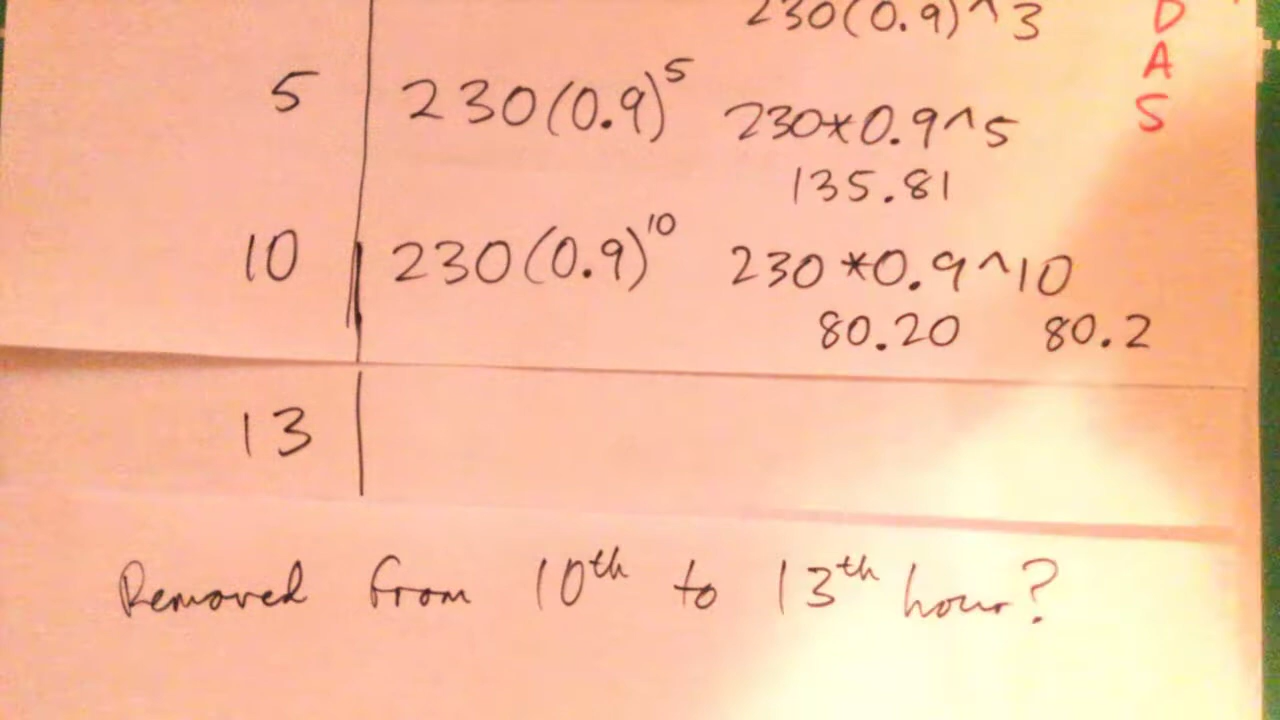 230(0.9)^3
D
A
S
5 230(0.9)⁵ 230*0.9^5
135.81
10 230(0.9)¹⁰ 230*0.9^10
80.20 80.2
13
Removed from 10th to 13th hour?